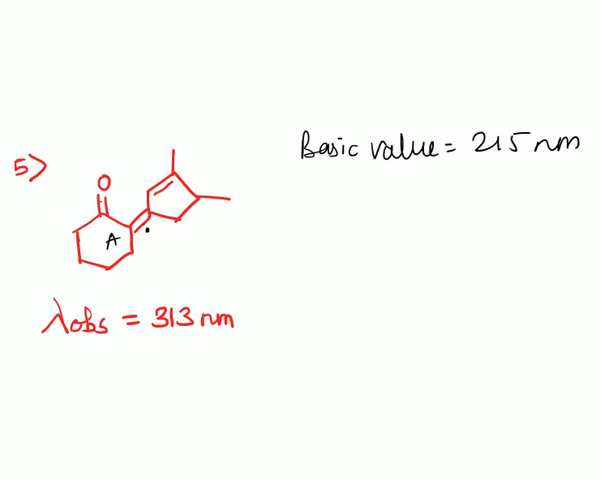 Basic value = 215 nm
5>
O
A
λobs = 313 nm